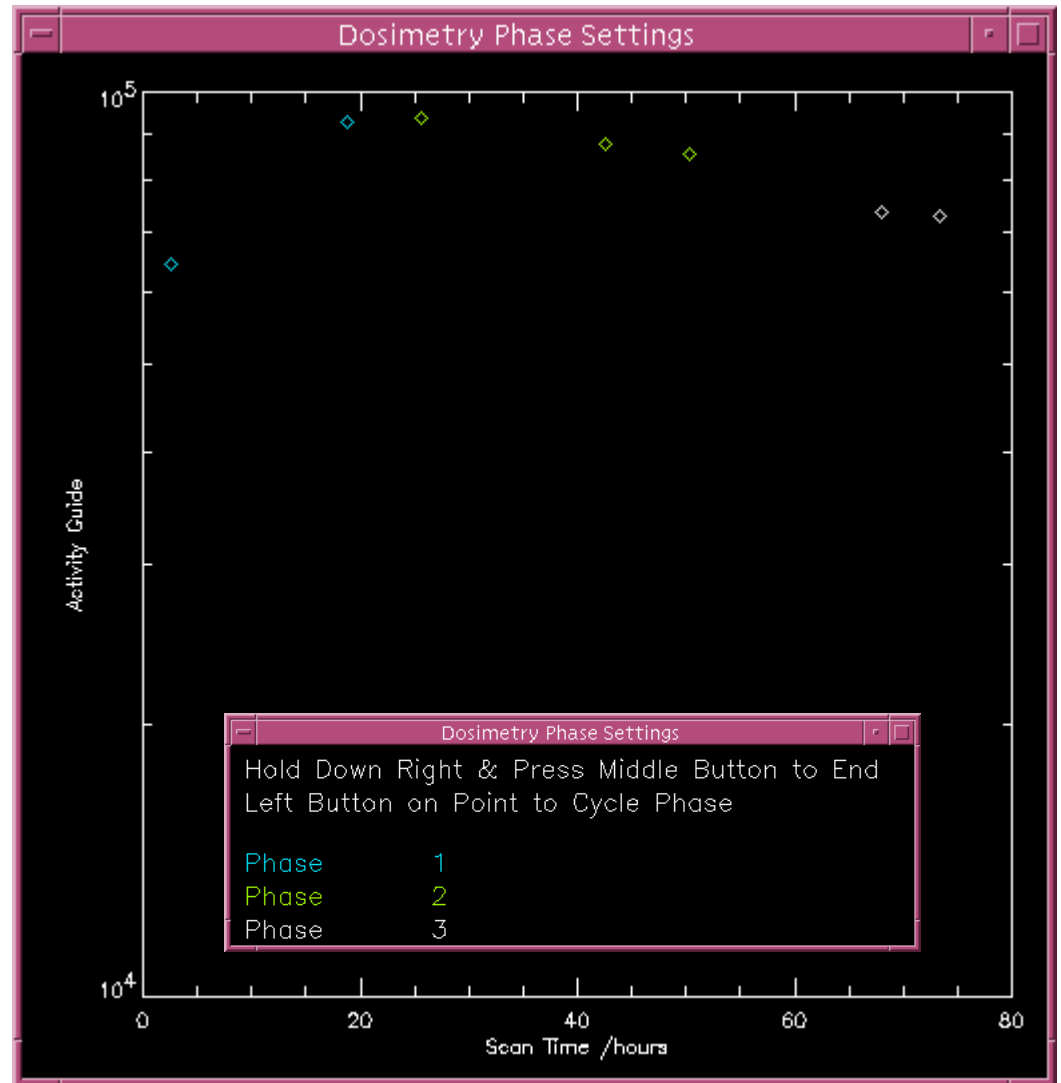 Dosimetry Phase Settings
10^5
Activity Guide
Dosimetry Phase Settings
Hold Down Right & Press Middle Button to End
Left Button on Point to Cycle Phase
Phase 1
Phase 2
Phase 3
10^4
0 20 40 60 80
Scan Time /hours